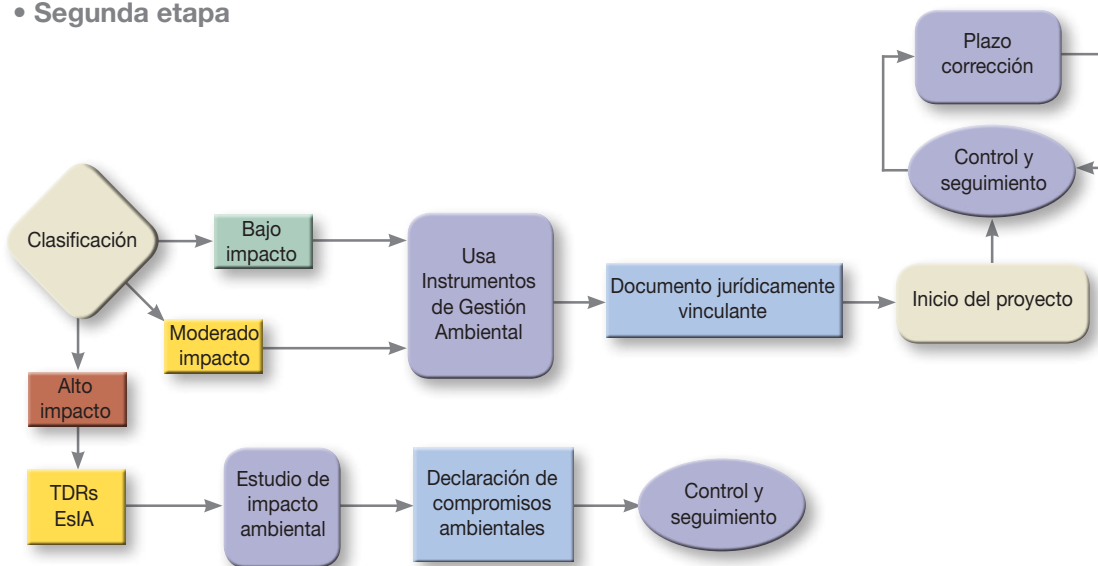 • Segunda etapa
Plazo
corrección
Control y
seguimiento
Clasificación
Bajo
impacto
Usa
Instrumentos
de Gestión
Ambiental
Documento jurídicamente
vinculante
Inicio del proyecto
Moderado
impacto
Alto
impacto
TDRs
EsIA
Estudio de
impacto
ambiental
Declaración de
compromisos
ambientales
Control y
seguimiento